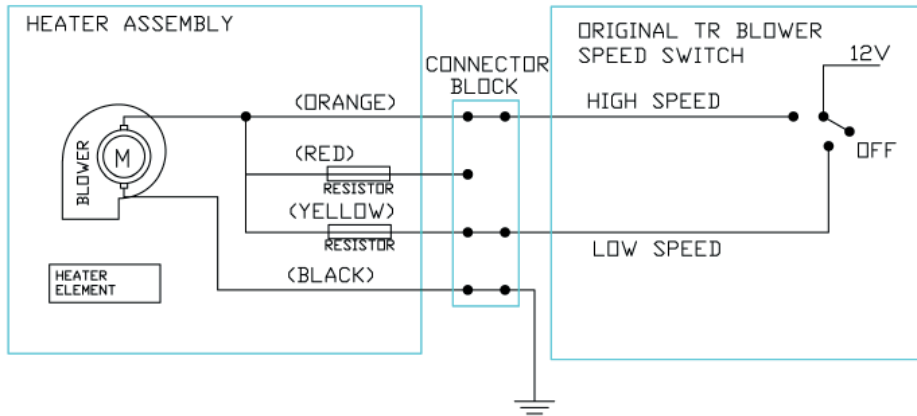 HEATER ASSEMBLY
ORIGINAL TR BLOWER
SPEED SWITCH
12V
CONNECTOR
BLOCK
(ORANGE)
HIGH SPEED
OFF
(RED)
RESISTOR
BLOWER
M
(YELLOW)
RESISTOR
LOW SPEED
(BLACK)
HEATER
ELEMENT